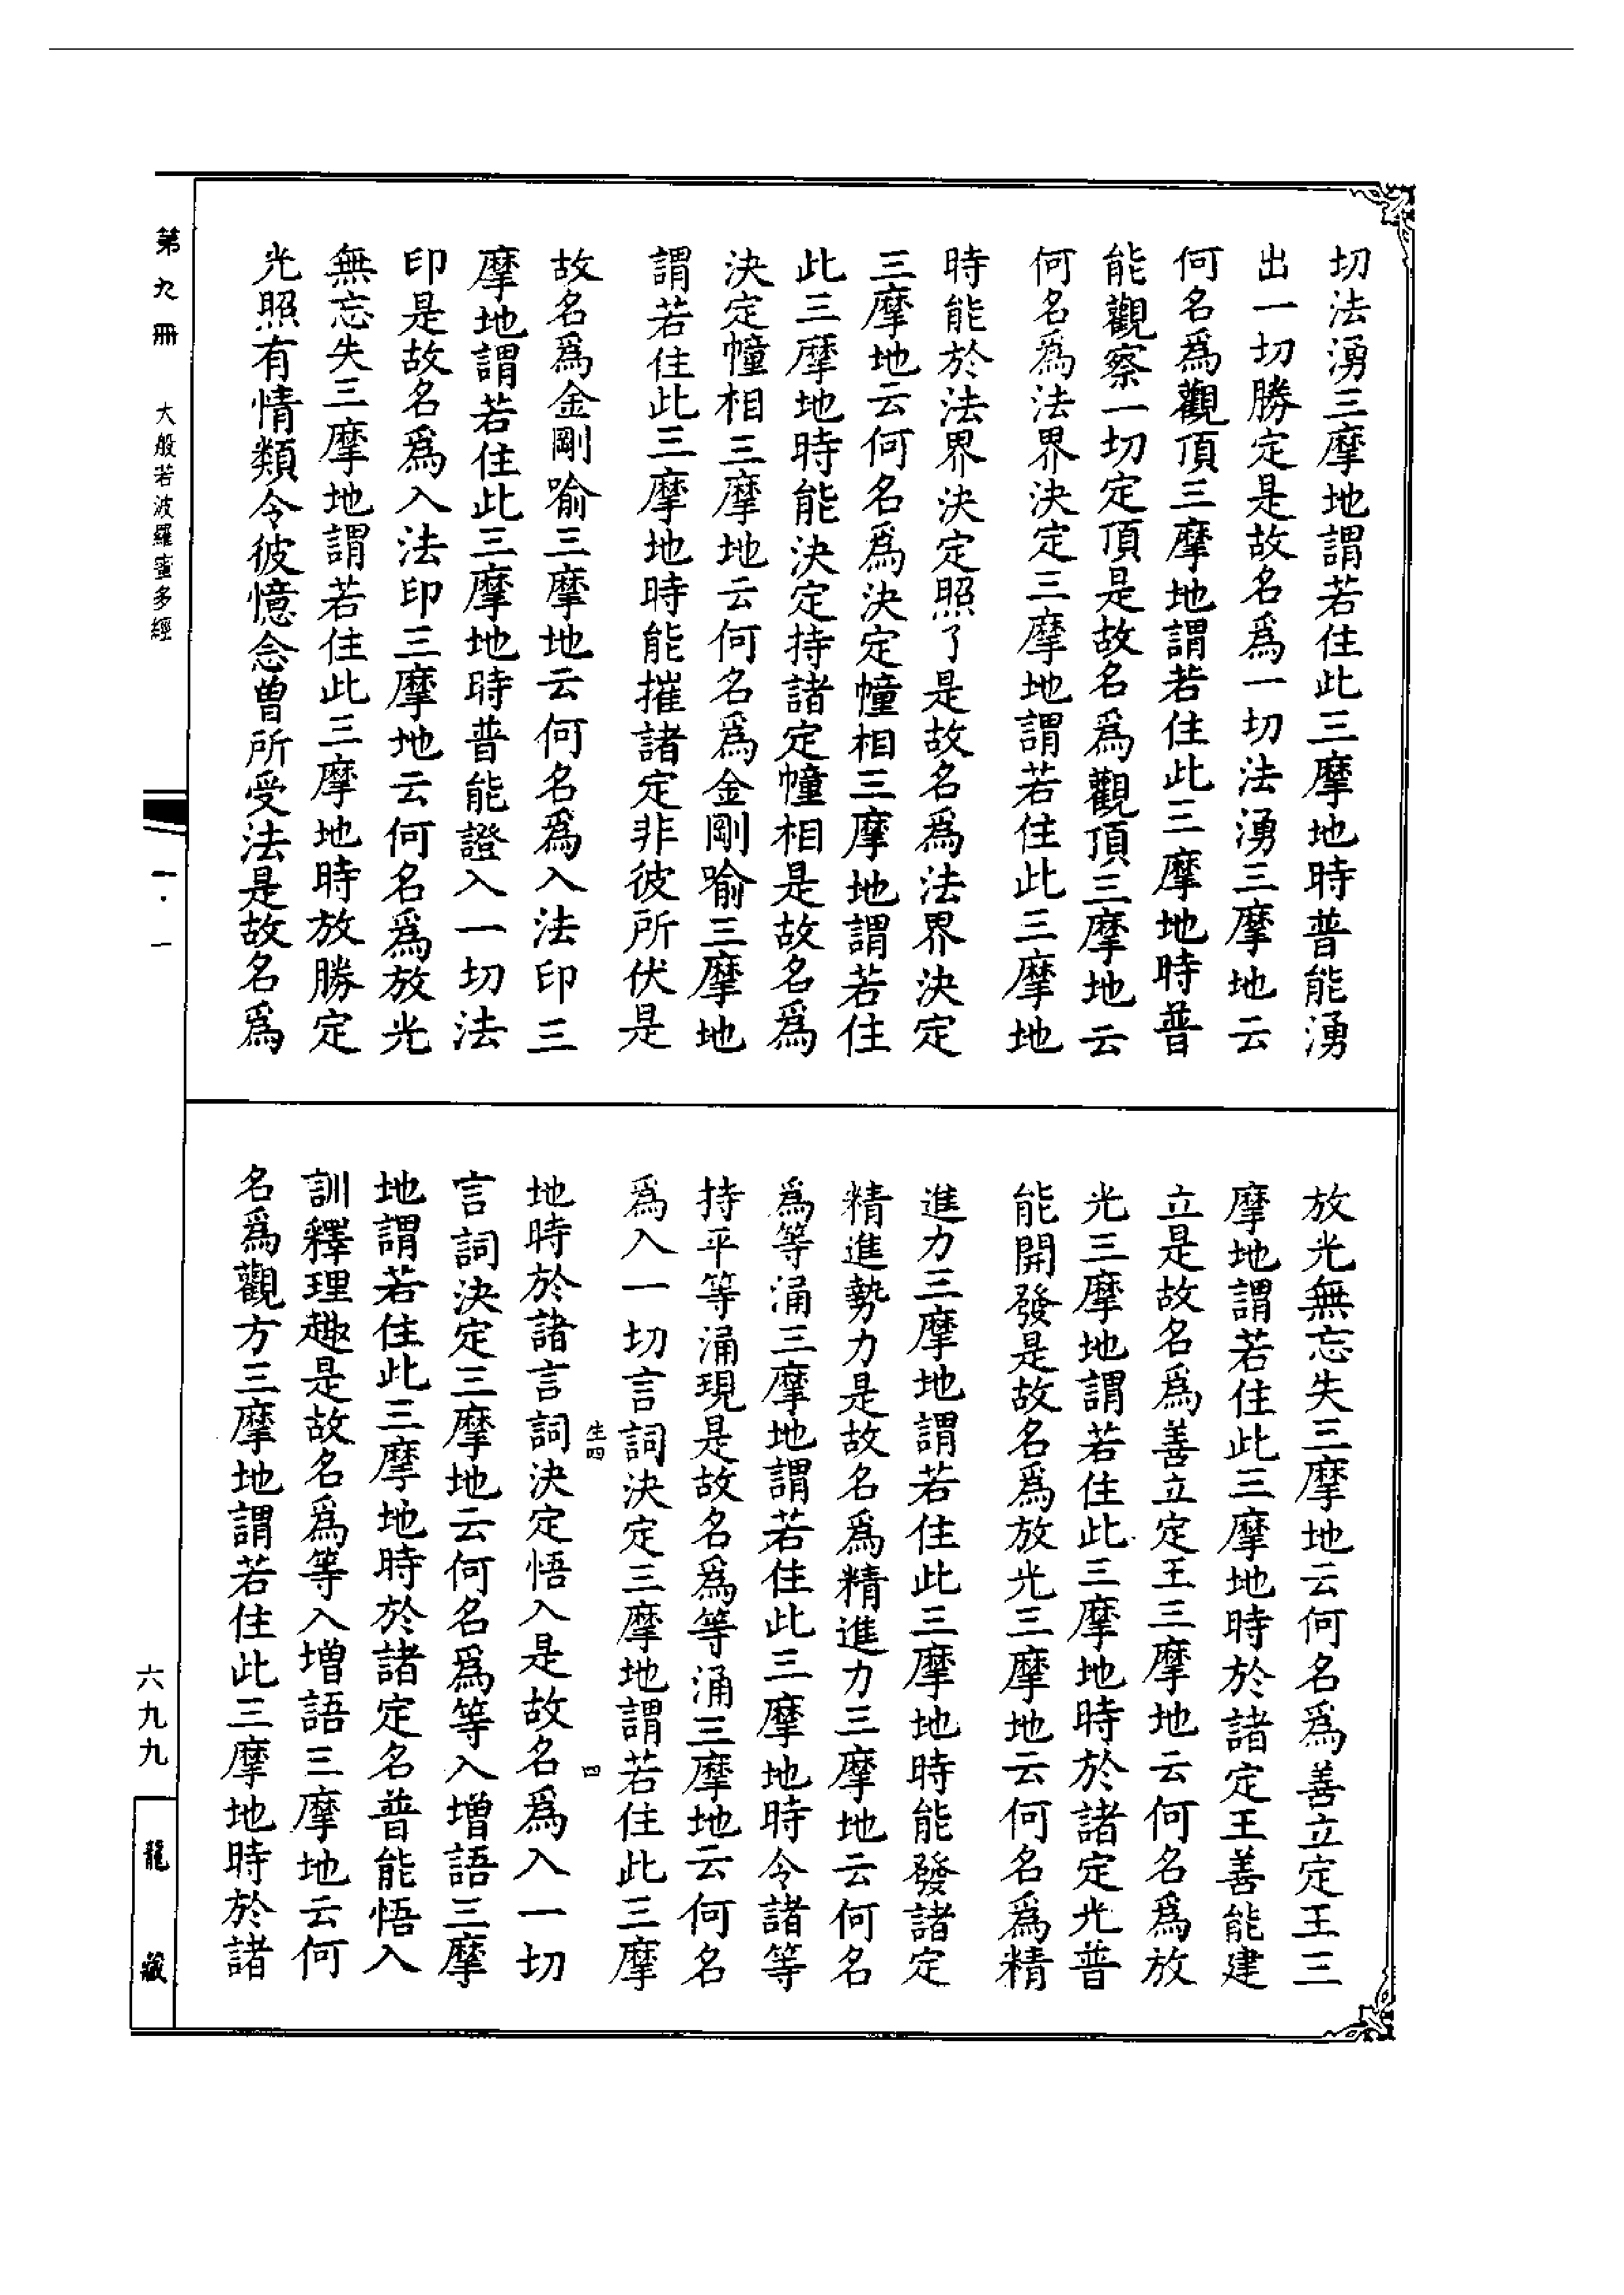 切法湧三摩地謂若住此三摩地時普能湧
出一切勝定是故名為一切法湧三摩地云
何名爲觀頂三摩地謂若住此三摩地時普
能觀察一切定頂是故名爲觀頂三摩地云
何名爲法界決定三摩地謂若住此三摩地
時能於法界決定照了是故名爲法界決定
三摩地云何名爲決定幢相三摩地謂若住
此三摩地時能決定持諸定幢相是故名爲
決定幢相三摩地云何名爲金剛喻三摩地
謂若住此三摩地時能摧諸定非彼所伏是
故名爲金剛喻三摩地云何名爲入法印三
摩地謂若住此三摩地時普能證入一切法
印是故名爲入法印三摩地云何名爲放光
無忘失三摩地謂若住此三摩地時放勝定
光照有情類令彼憶念曾所受法是故名爲
放光無忘失三摩地云何名爲善立定王三
摩地謂若住此三摩地時於諸定王善能建
立是故名爲善立定王三摩地云何名爲放
光三摩地謂若住此三摩地時於諸定光普
能開發是故名爲放光三摩地云何名爲精
進力三摩地謂若住此三摩地時能發諸定
精進勢力是故名爲精進力三摩地云何名
爲等涌三摩地謂若住此三摩地時令諸等
持平等涌現是故名爲等涌三摩地云何名
爲入一切言詞決定三摩地謂若住此三摩
生四 四
地時於諸言詞決定悟入是故名爲入一切
言詞決定三摩地云何名爲等入增語三摩
地謂若住此三摩地時於諸定名普能悟入
訓釋理趣是故名爲等入增語三摩地云何
名爲觀方三摩地謂若住此三摩地時於諸
第九冊 大般若波羅蜜多經
一·一
六九九
龍藏